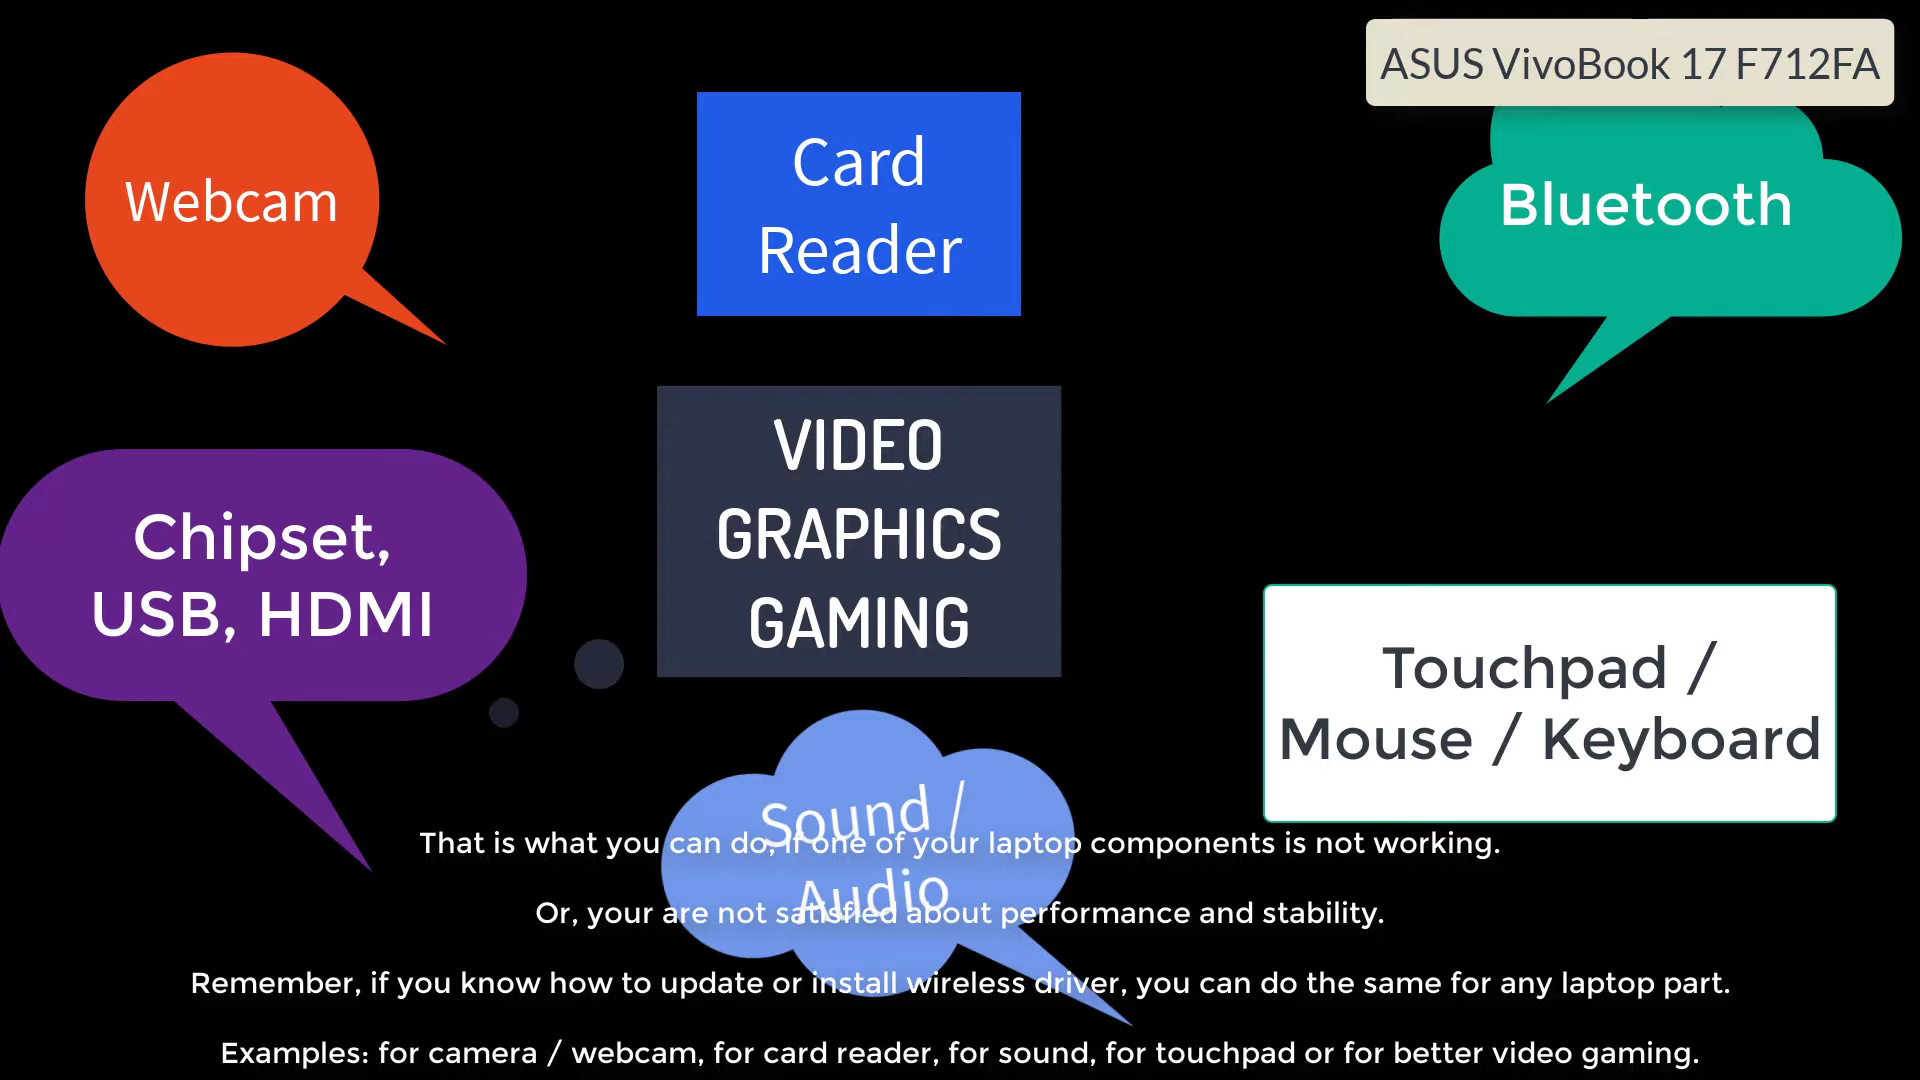 ASUS VivoBook 17 F712FA
Webcam
Card
Reader
Bluetooth
VIDEO
GRAPHICS
GAMING
Chipset,
USB, HDMI
Touchpad /
Mouse / Keyboard
Sound /
Audio
That is what you can do, if one of your laptop components is not working.
Or, your are not satisfied about performance and stability.
Remember, if you know how to update or install wireless driver, you can do the same for any laptop part.
Examples: for camera / webcam, for card reader, for sound, for touchpad or for better video gaming.